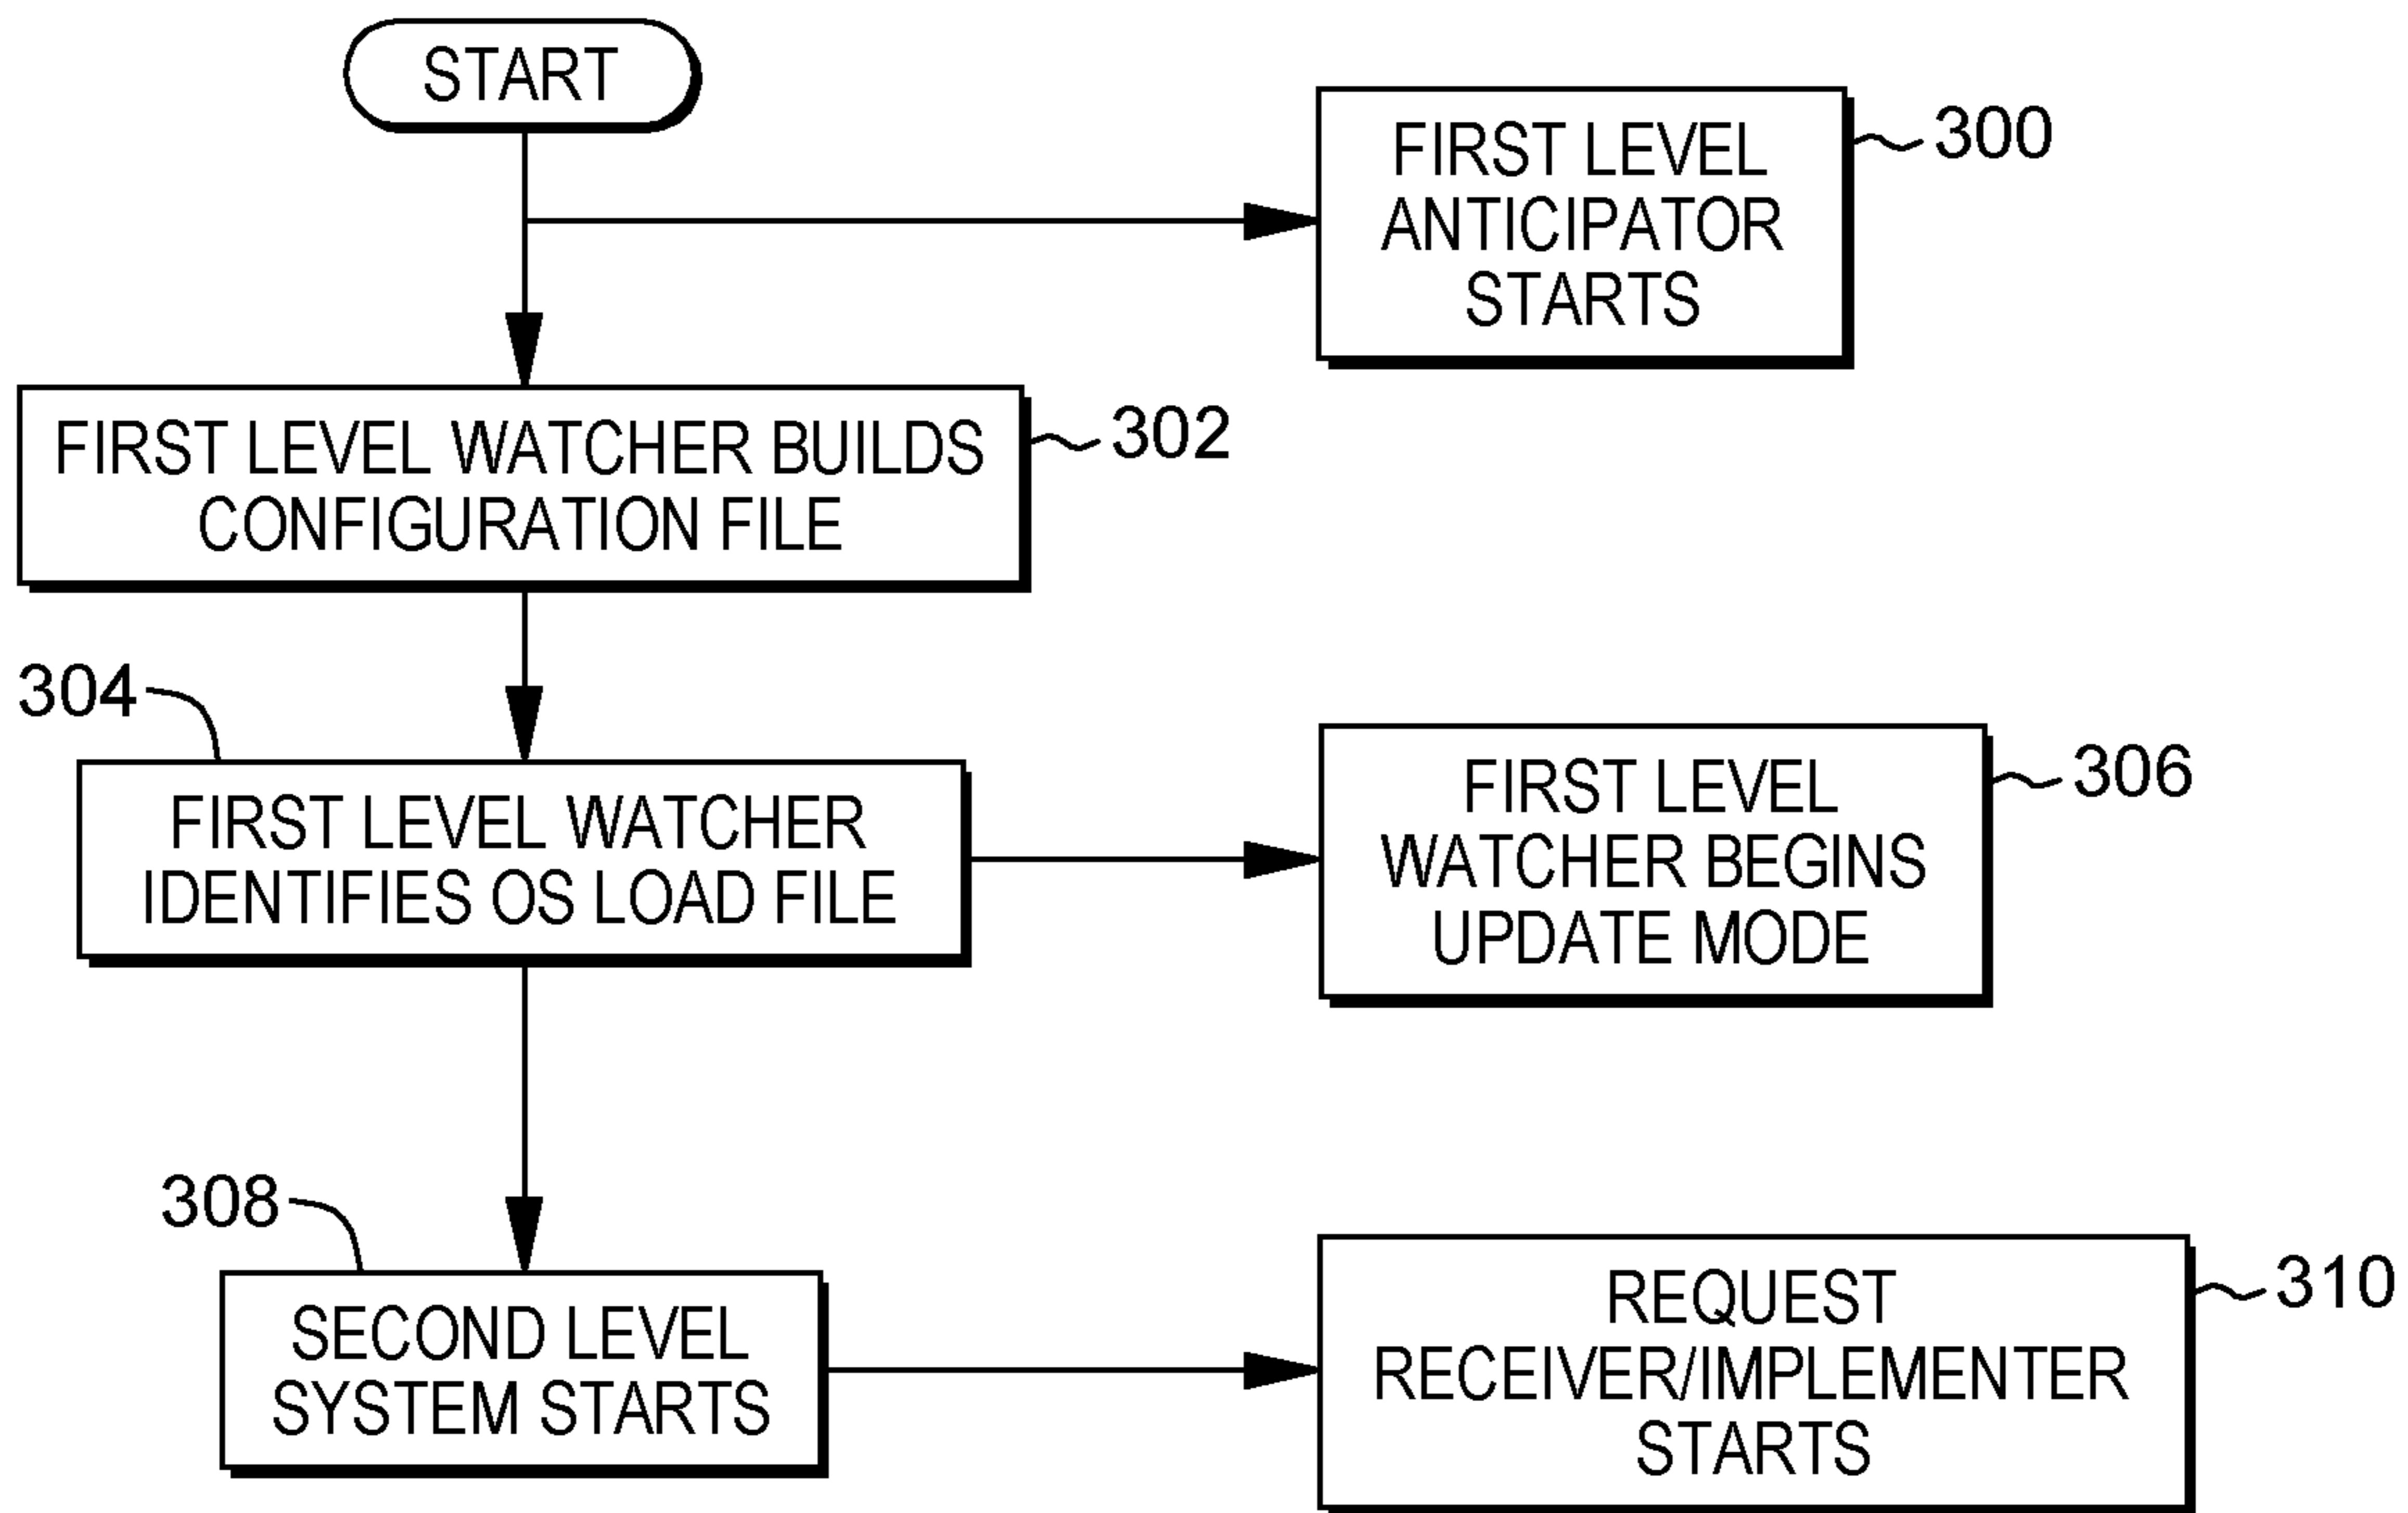 START
FIRST LEVEL
ANTICIPATOR
STARTS
300
FIRST LEVEL WATCHER BUILDS
CONFIGURATION FILE
302
304
FIRST LEVEL WATCHER
IDENTIFIES OS LOAD FILE
FIRST LEVEL
WATCHER BEGINS
UPDATE MODE
306
308
SECOND LEVEL
SYSTEM STARTS
REQUEST
RECEIVER/IMPLEMENTER
STARTS
310